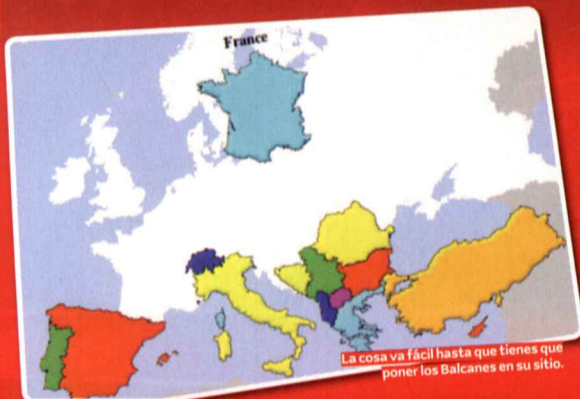 France
La cosa va fácil hasta que tienes que
poner los Balcanes en su sitio.